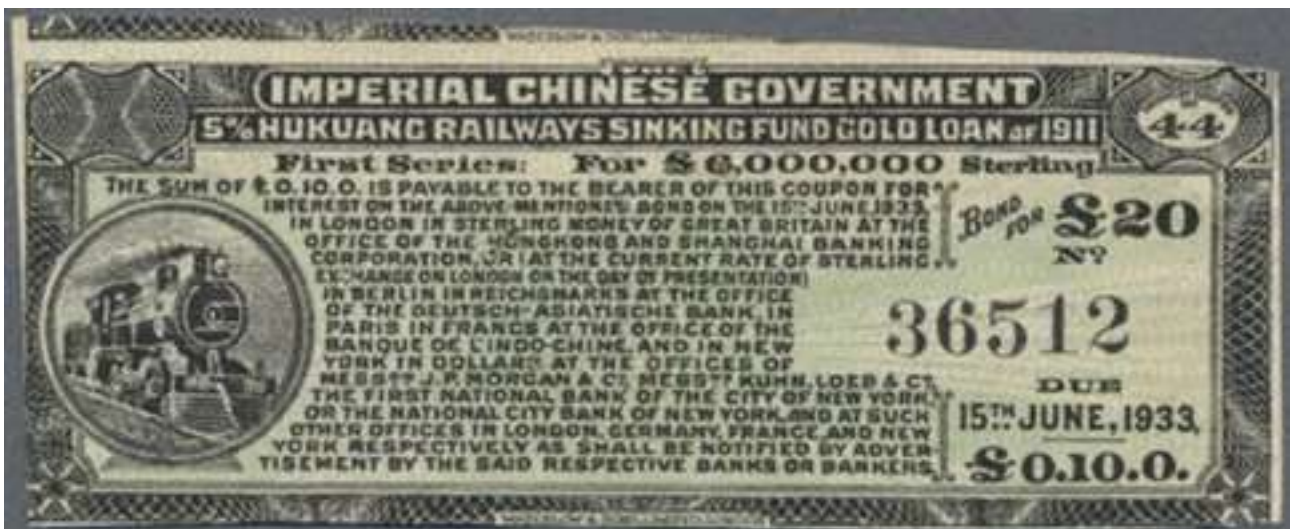 IMPERIAL CHINESE GOVERNMENT
5% HUKUANG RAILWAYS SINKING FUND GOLD LOAN OF 1911
44
First Series: For £6,000,000 Sterling.
THE SUM OF £0.10.0. IS PAYABLE TO THE BEARER OF THIS COUPON FOR
INTEREST ON THE ABOVE-MENTIONED BOND ON THE 15TH JUNE, 1933,
IN LONDON IN STERLING MONEY OF GREAT BRITAIN AT THE
OFFICE OF THE HONGKONG AND SHANGHAI BANKING
CORPORATION, OR (AT THE CURRENT RATE OF STERLING
EXCHANGE ON LONDON ON THE DAY OF PRESENTATION)
IN BERLIN IN REICHSMARKS AT THE OFFICE
OF THE DEUTSCH-ASIATISCHE BANK, IN
PARIS IN FRANCS AT THE OFFICE OF THE
BANQUE DE L'INDO-CHINE, AND IN NEW
YORK IN DOLLARS AT THE OFFICES OF
MESSRS J.P. MORGAN & CO. MESSRS KUHN, LOEB & CO.
THE FIRST NATIONAL BANK OF THE CITY OF NEW YORK,
OR THE NATIONAL CITY BANK OF NEW YORK, AND AT SUCH
OTHER OFFICES IN LONDON, GERMANY, FRANCE, AND NEW
YORK RESPECTIVELY AS SHALL BE NOTIFIED BY ADVER
TISEMENT BY THE SAID RESPECTIVE BANKS OR BANKERS.
BOND FOR £20
No
36512
DUE
15TH JUNE, 1933,
£0.10.0.